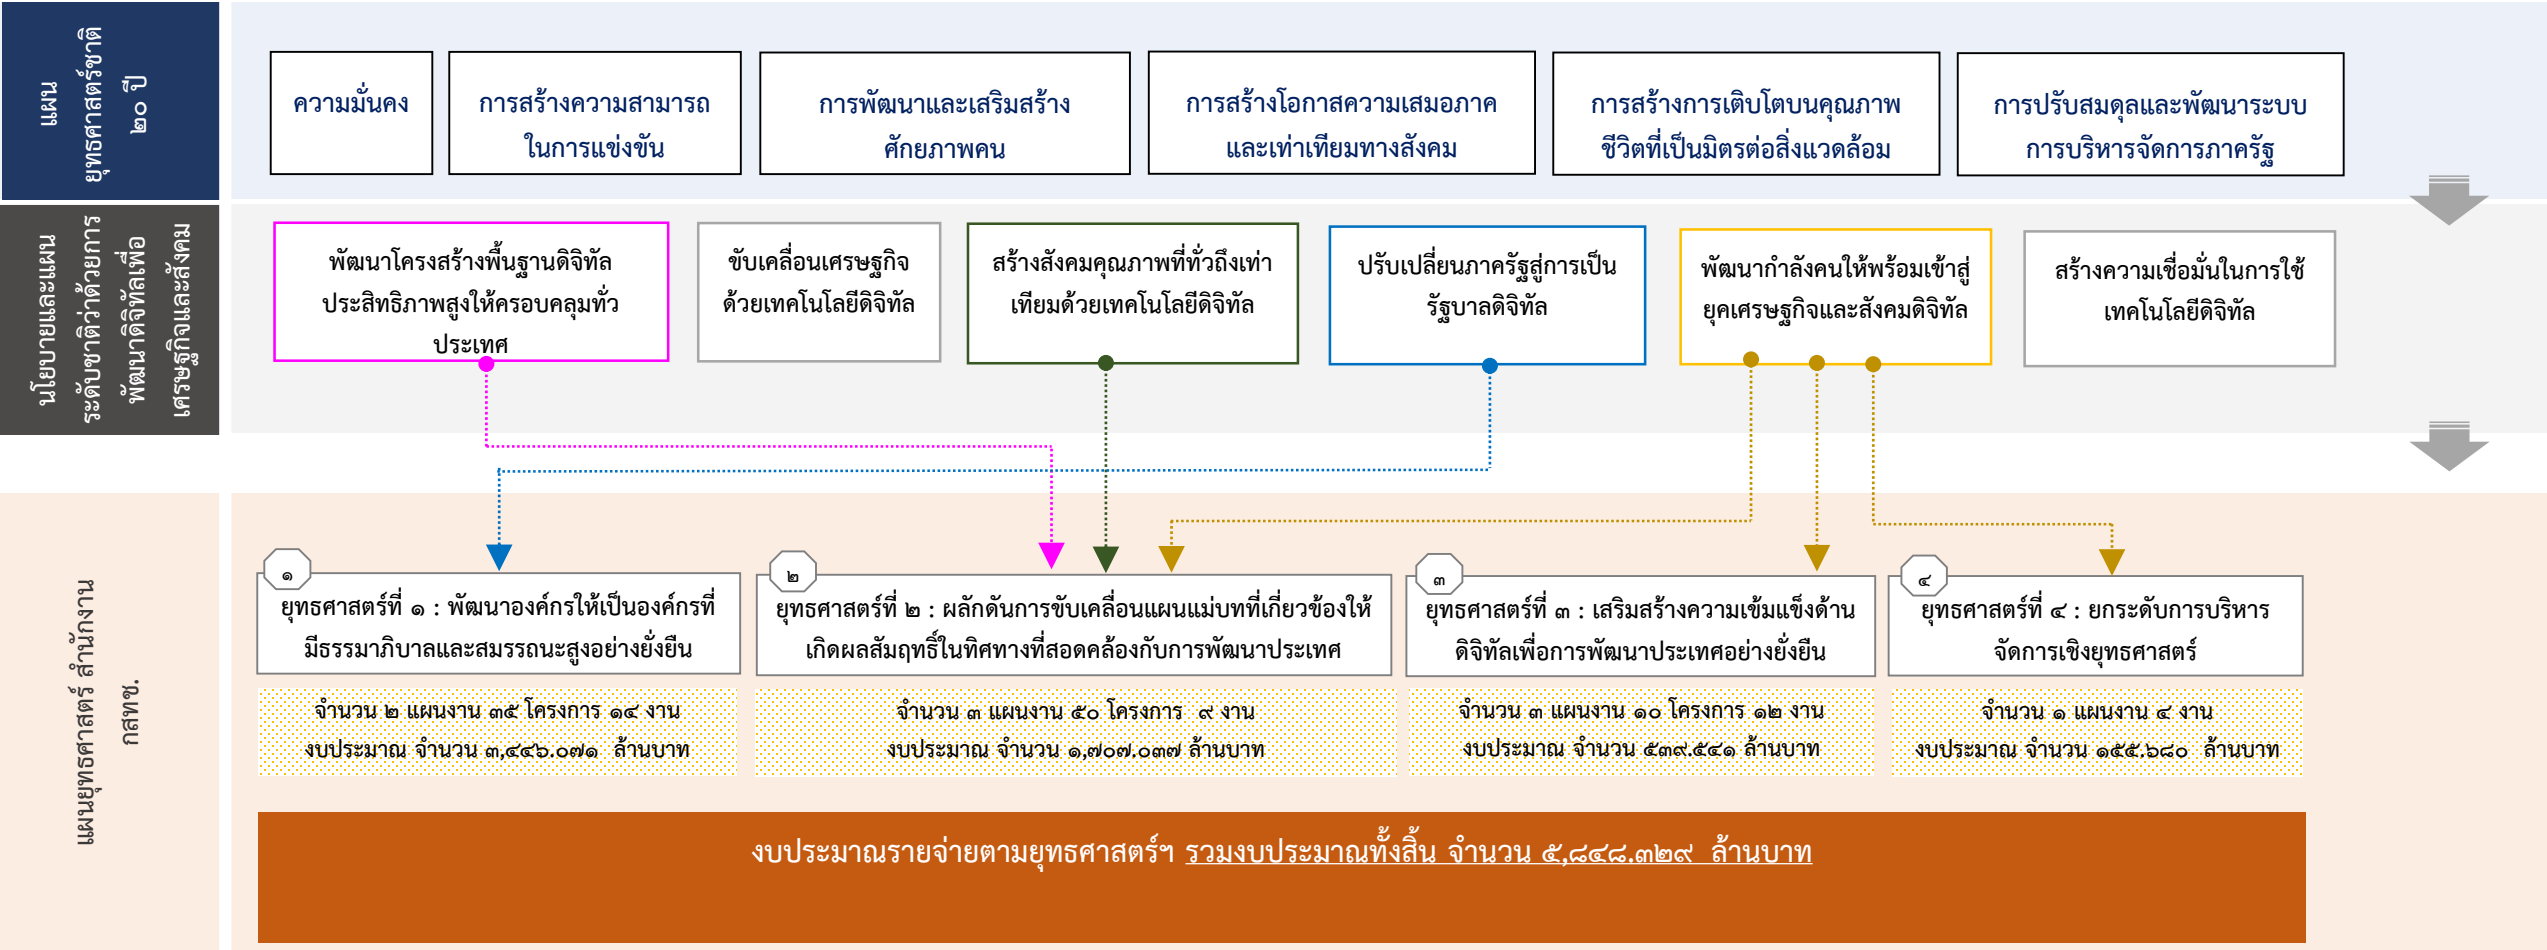 แผน
ยุทธศาสตร์ชาติ
๒๐ ปี
ความมั่นคง
การสร้างความสามารถ
ในการแข่งขัน
การพัฒนาและเสริมสร้าง
ศักยภาพคน
การสร้างโอกาสความเสมอภาค
และเท่าเทียมทางสังคม
การสร้างการเติบโตบนคุณภาพ
ชีวิตที่เป็นมิตรต่อสิ่งแวดล้อม
การปรับสมดุลและพัฒนาระบบ
การบริหารจัดการภาครัฐ
นโยบายและแผน
ระดับชาติว่าด้วยการ
พัฒนาดิจิทัลเพื่อ
เศรษฐกิจและสังคม
พัฒนาโครงสร้างพื้นฐานดิจิทัล
ประสิทธิภาพสูงให้ครอบคลุมทั่ว
ประเทศ
ขับเคลื่อนเศรษฐกิจ
ด้วยเทคโนโลยีดิจิทัล
สร้างสังคมคุณภาพที่ทั่วถึงเท่า
เทียมด้วยเทคโนโลยีดิจิทัล
ปรับเปลี่ยนภาครัฐสู่การเป็น
รัฐบาลดิจิทัล
พัฒนากำลังคนให้พร้อมเข้าสู่
ยุคเศรษฐกิจและสังคมดิจิทัล
สร้างความเชื่อมั่นในการใช้
เทคโนโลยีดิจิทัล
แผนยุทธศาสตร์ สำนักงาน
กสทช.
๑
ยุทธศาสตร์ที่ ๑ : พัฒนาองค์กรให้เป็นองค์กรที่
มีธรรมาภิบาลและสมรรถนะสูงอย่างยั่งยืน
จำนวน ๒ แผนงาน ๓๕ โครงการ ๑๔ งาน
งบประมาณ จำนวน ๓,๔๔๖.๐๗๑ ล้านบาท
๒
ยุทธศาสตร์ที่ ๒ : ผลักดันการขับเคลื่อนแผนแม่บทที่เกี่ยวข้องให้
เกิดผลสัมฤทธิ์ในทิศทางที่สอดคล้องกับการพัฒนาประเทศ
จำนวน ๓ แผนงาน ๕๐ โครงการ ๙ งาน
งบประมาณ จำนวน ๑,๗๐๗.๐๓๗ ล้านบาท
๓
ยุทธศาสตร์ที่ ๓ : เสริมสร้างความเข้มแข็งด้าน
ดิจิทัลเพื่อการพัฒนาประเทศอย่างยั่งยืน
จำนวน ๓ แผนงาน ๑๐ โครงการ ๑๒ งาน
งบประมาณ จำนวน ๕๓๙.๕๔๑ ล้านบาท
๔
ยุทธศาสตร์ที่ ๔ : ยกระดับการบริหาร
จัดการเชิงยุทธศาสตร์
จำนวน ๑ แผนงาน ๔ งาน
งบประมาณ จำนวน ๑๕๕.๖๘๐ ล้านบาท
งบประมาณรายจ่ายตามยุทธศาสตร์ฯ รวมงบประมาณทั้งสิ้น จำนวน ๕,๘๔๘.๓๒๙ ล้านบาท